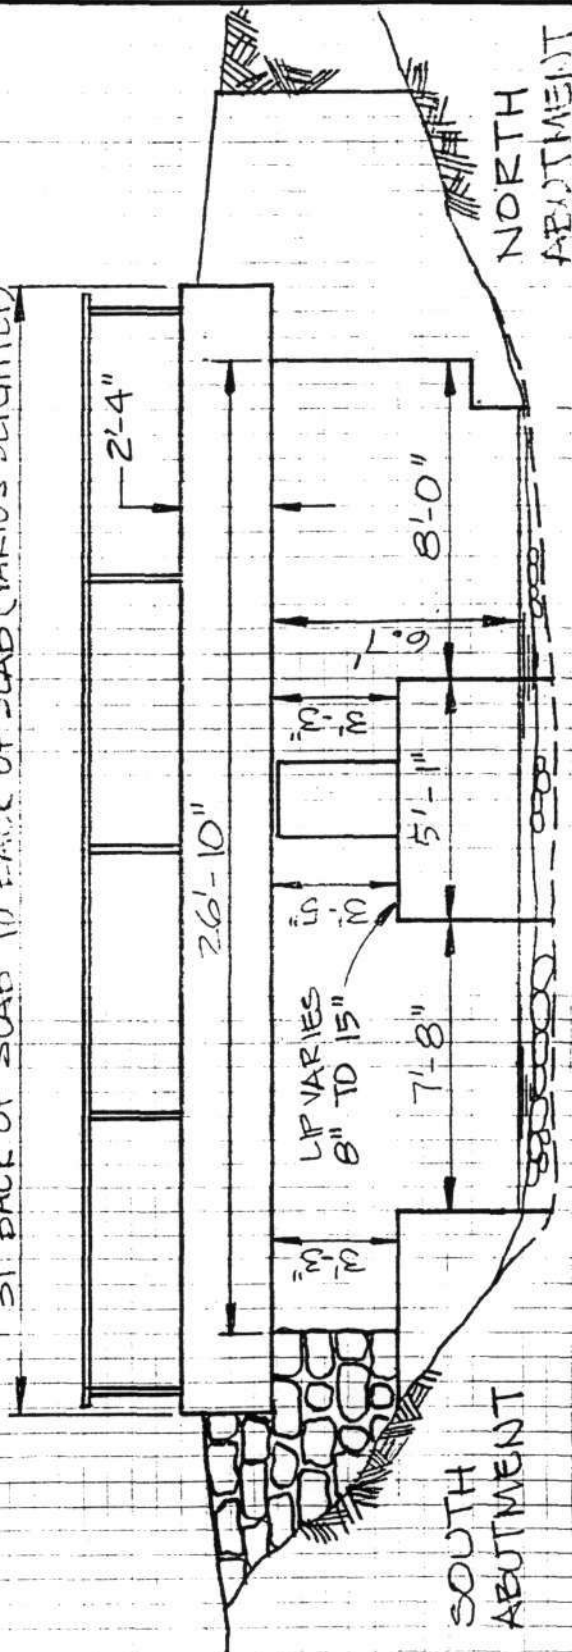 31' BACK OF SLAB TO BACK OF SLAB (VARIES
2'-4"
26'-10"
3'-3"
3'-5"
3'-3"
6.7'
LIP VARIES
8" TO 15"
7'-8"
5'-1"
8'-0"
SOUTH
ABUTMENT
NORTH
ABUTMENT